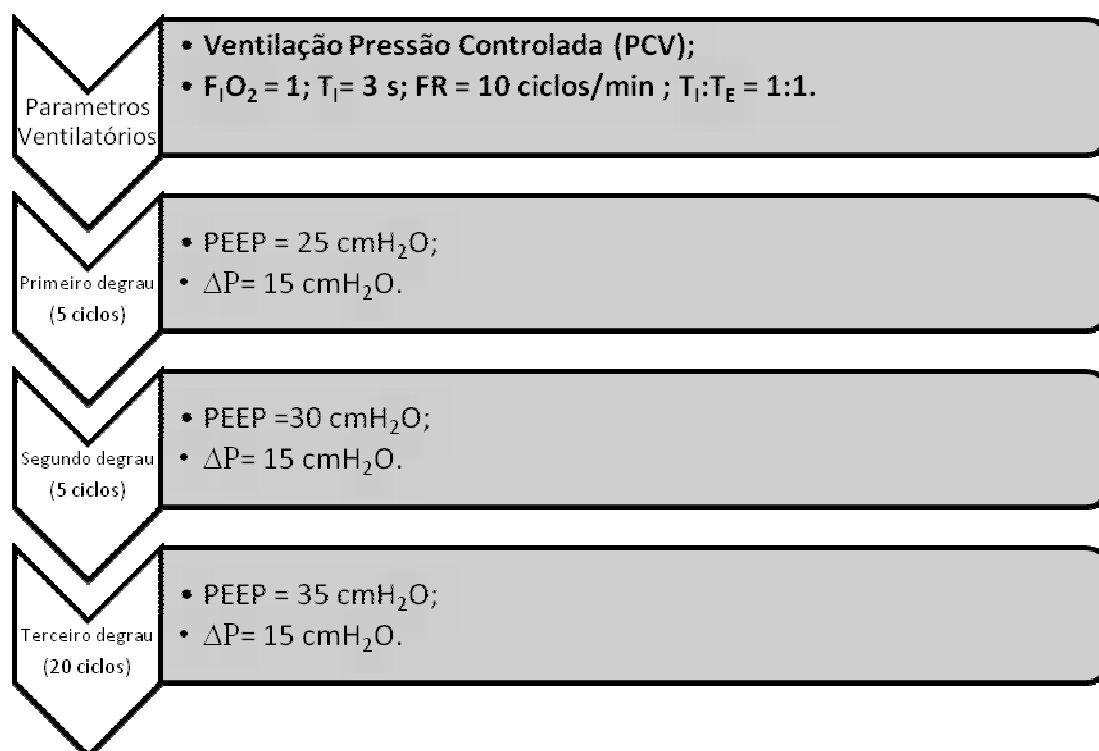 Parametros
Ventilatórios
• Ventilação Pressão Controlada (PCV);
• FIO2 = 1; TI= 3 s; FR = 10 ciclos/min ; TI:TE = 1:1.
Primeiro degrau
(5 ciclos)
• PEEP = 25 cmH2O;
• ΔP= 15 cmH2O.
Segundo degrau
(5 ciclos)
• PEEP =30 cmH2O;
• ΔP= 15 cmH2O.
Terceiro degrau
(20 ciclos)
• PEEP = 35 cmH2O;
• ΔP= 15 cmH2O.